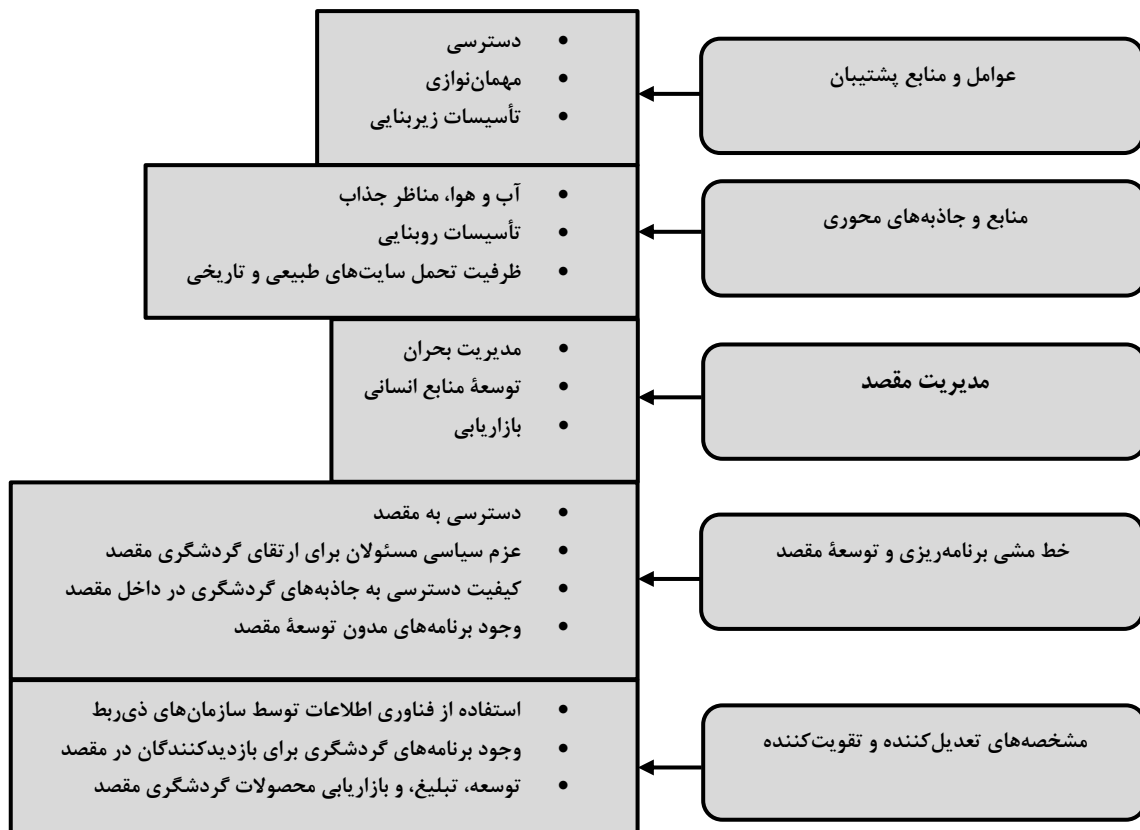 عوامل و منابع پشتیبان
• دسترسی
• مهمان‌نوازی
• تأسیسات زیربنایی
منابع و جاذبه‌های محوری
• آب و هوا، مناظر جذاب
• تأسیسات روبنایی
• ظرفیت تحمل سایت‌های طبیعی و تاریخی
مدیریت مقصد
• مدیریت بحران
• توسعۀ منابع انسانی
• بازاریابی
خط مشی برنامه‌ریزی و توسعۀ مقصد
• دسترسی به مقصد
• عزم سیاسی مسئولان برای ارتقای گردشگری مقصد
• کیفیت دسترسی به جاذبه‌های گردشگری در داخل مقصد
• وجود برنامه‌های مدون توسعۀ مقصد
مشخصه‌های تعدیل‌کننده و تقویت‌کننده
• استفاده از فناوری اطلاعات توسط سازمان‌های ذی‌ربط
• وجود برنامه‌های گردشگری برای بازدیدکنندگان در مقصد
• توسعه، تبلیغ، و بازاریابی محصولات گردشگری مقصد